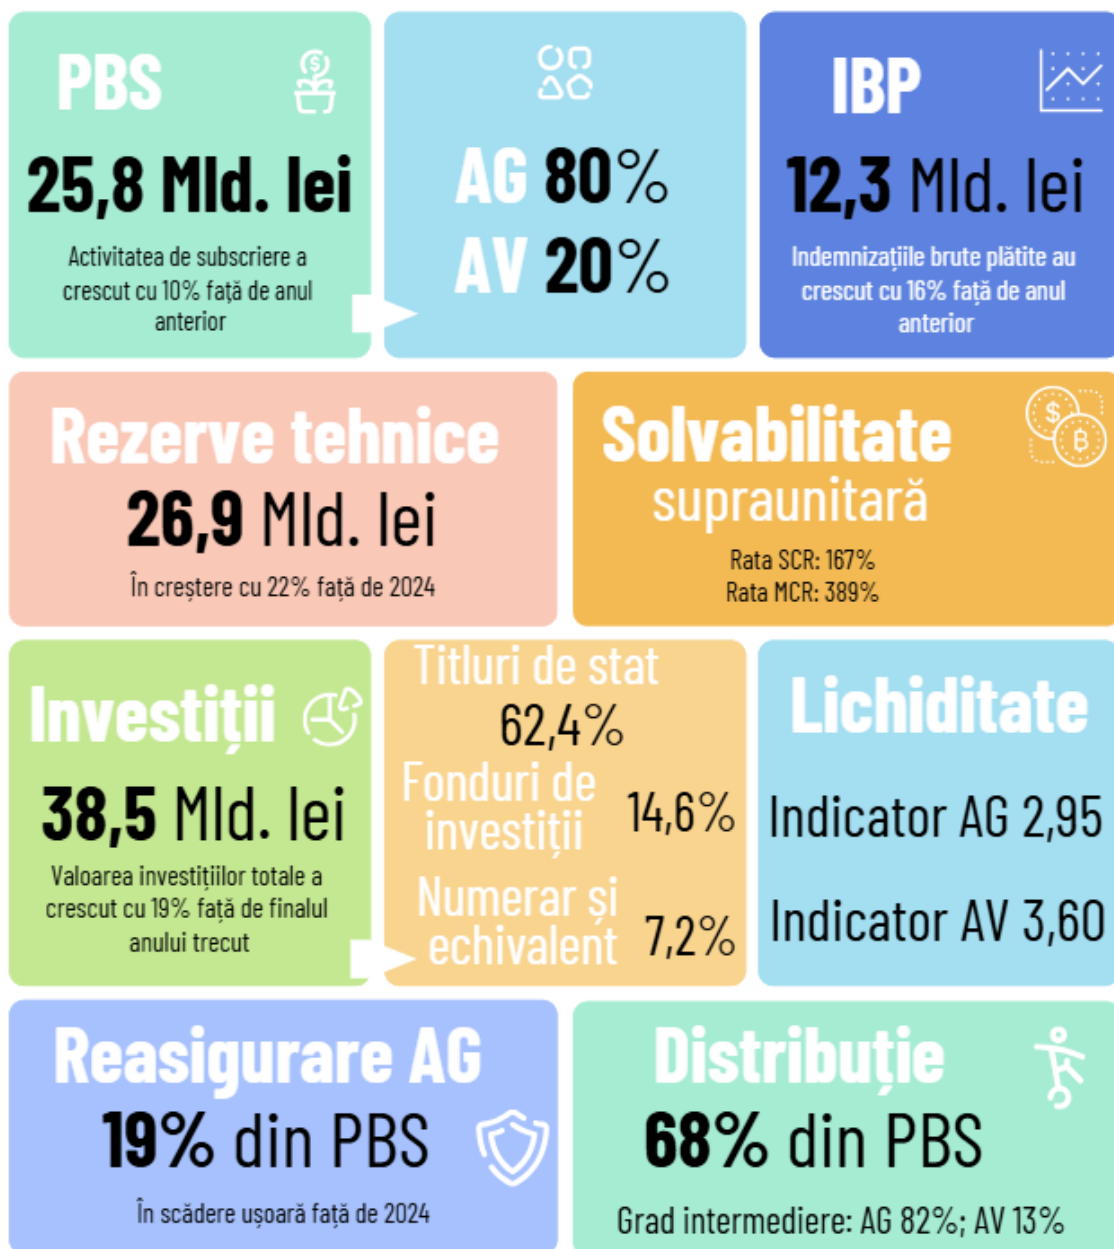 PBS
25,8 Mld. lei
Activitatea de subscriere a
crescut cu 10% față de anul
anterior
AG 80%
AV 20%
IBP
12,3 Mld. lei
Indemnizațiile brute plătite au
crescut cu 16% față de anul
anterior
Rezerve tehnice
26,9 Mld. lei
În creștere cu 22% față de 2024
Solvabilitate
supraunitară
Rata SCR: 167%
Rata MCR: 389%
Investiții
38,5 Mld. lei
Valoarea investițiilor totale a
crescut cu 19% față de finalul
anului trecut
Titluri de stat
62,4%
Fonduri de
investiții
14,6%
Numerar și
echivalent
7,2%
Lichiditate
Indicator AG 2,95
Indicator AV 3,60
Reasigurare AG
19% din PBS
În scădere ușoară față de 2024
Distribuție
68% din PBS
Grad intermediere: AG 82%; AV 13%